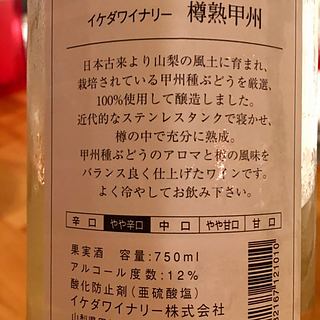 イケダワイナリー 樽熟甲州
日本古来より山梨の風土に育まれ、
栽培されている甲州種ぶどうを厳選、
100%使用して醸造しました。
近代的なステンレスタンクで寝かせ、
樽の中で充分に熟成。
甲州種ぶどうのアロマと樽の風味を
バランス良く仕上げたワインです。
よく冷やしてお飲み下さい。
辛口 やや辛口 中口 やや甘口 甘口
果実酒 容量:750ml
アルコール度数:12%
酸化防止剤(亜硫酸塩)
イケダワイナリー株式会社